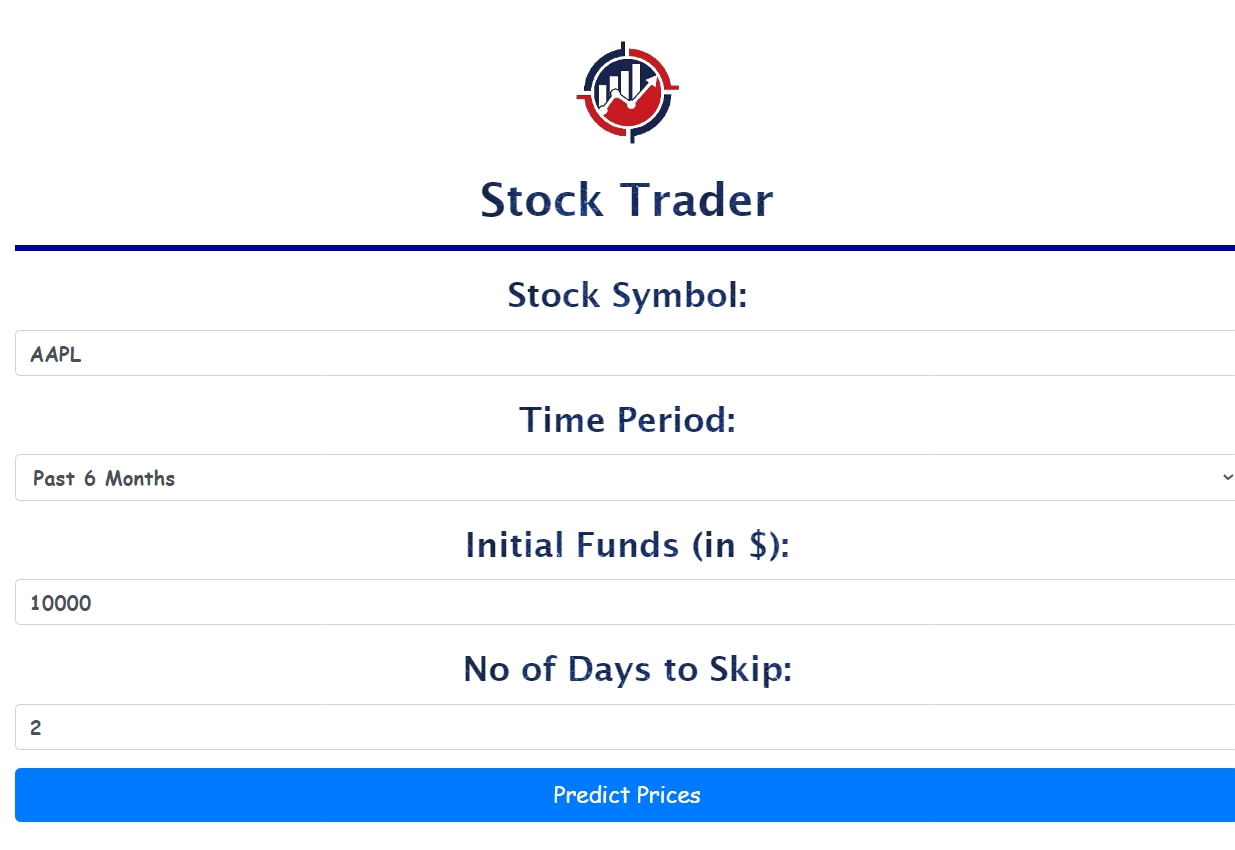 Stock Trader
Stock Symbol:
AAPL
Time Period:
Past 6 Months
Initial Funds (in $):
10000
No of Days to Skip:
2
Predict Prices